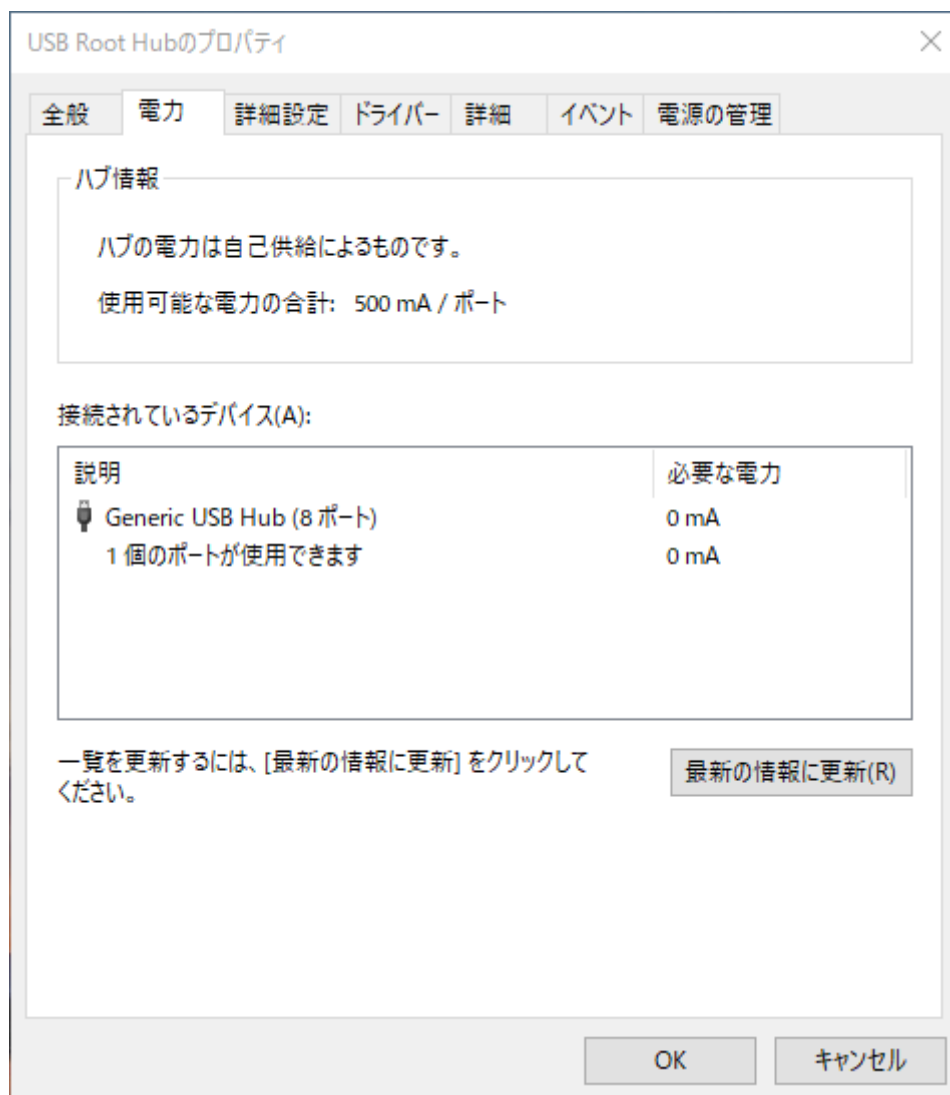 USB Root Hubのプロパティ
全般 電力 詳細設定 ドライバー 詳細 イベント 電源の管理
ハブ情報
ハブの電力は自己供給によるものです。
使用可能な電力の合計: 500 mA / ポート
接続されているデバイス(A):
説明 必要な電力
Generic USB Hub (8 ポート) 0 mA
1 個のポートが使用できます 0 mA
一覧を更新するには、[最新の情報に更新] をクリックして
ください。
最新の情報に更新(R)
OK キャンセル